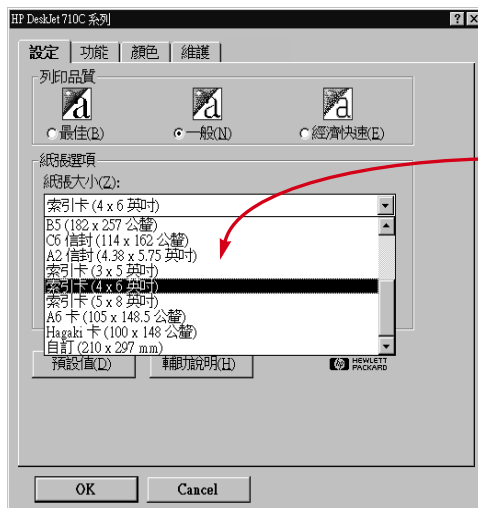 HP DeskJet 710C 系列
設定 功能 顏色 維護
列印品質
最佳(B) 一般(N) 經濟快速(E)
紙張選項
紙張大小(Z):
索引卡 (4 x 6 英吋)
B5 (182 x 257 公釐)
C6 信封 (114 x 162 公釐)
A2 信封 (4.38 x 5.75 英吋)
索引卡 (3 x 5 英吋)
索引卡 (4 x 6 英吋)
索引卡 (5 x 8 英吋)
A6 卡 (105 x 148.5 公釐)
Hagaki 卡 (100 x 148 公釐)
自訂 (210 x 297 mm)
預設值(D) 輔助說明(H) HEWLETT PACKARD
OK Cancel